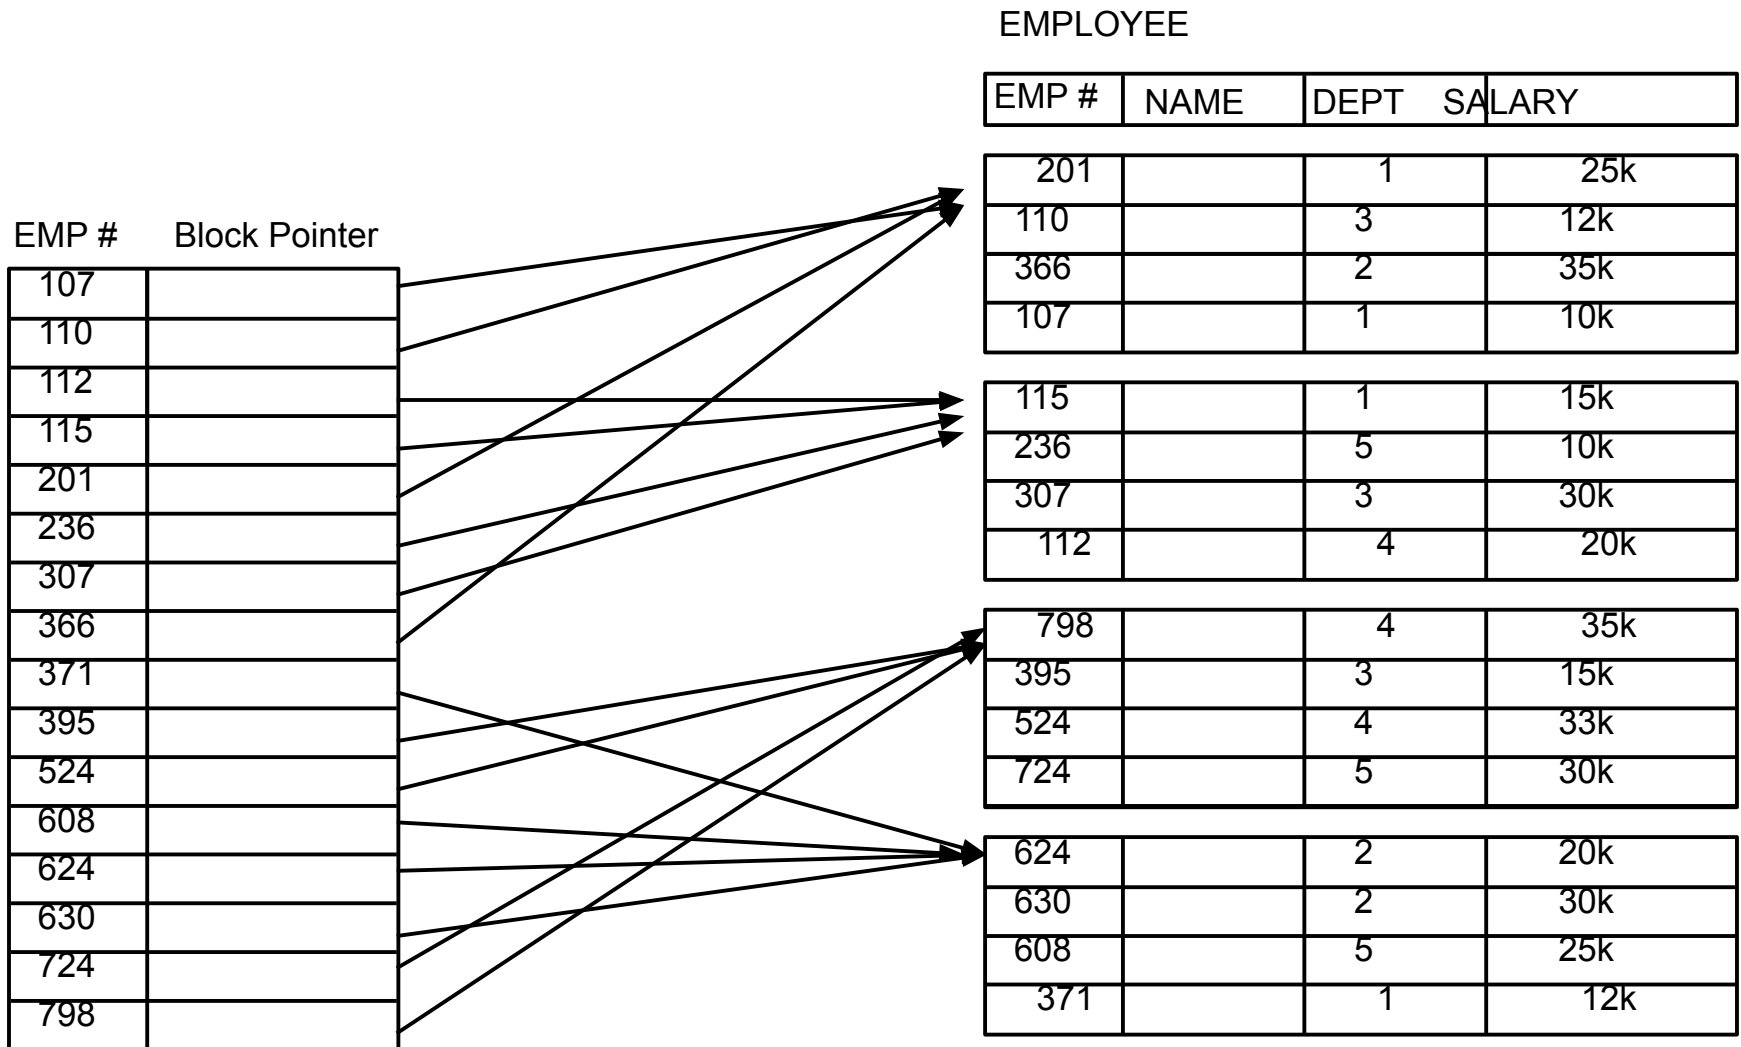 EMPLOYEE
EMP # NAME DEPT SALARY
201 1 25k
110 3 12k
366 2 35k
107 1 10k
115 1 15k
236 5 10k
307 3 30k
112 4 20k
798 4 35k
395 3 15k
524 4 33k
724 5 30k
624 2 20k
630 2 30k
608 5 25k
371 1 12k
EMP # Block Pointer
107
110
112
115
201
236
307
366
371
395
524
608
624
630
724
798